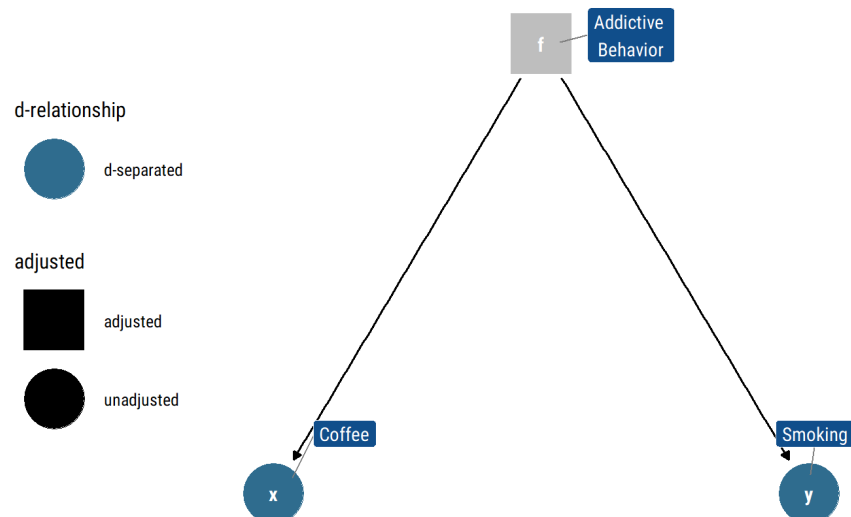 f
Addictive
Behavior
d-relationship
d-separated
adjusted
adjusted
unadjusted
Coffee
Smoking
x
y